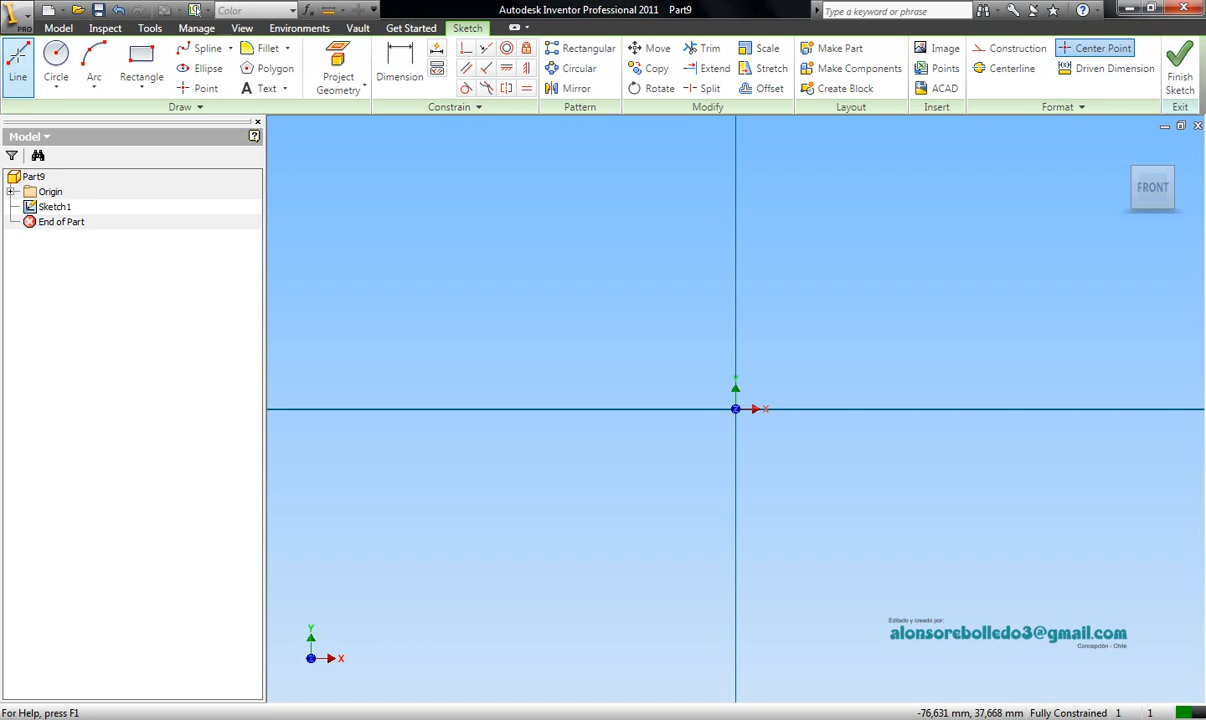 Autodesk Inventor Professional 2011 Part9
Color
Type a keyword or phrase
PRO
Model Inspect Tools Manage View Environments Vault Get Started Sketch
Line
Circle
Arc
Rectangle
Spline
Ellipse
Point
Fillet
Polygon
Text
Project
Geometry
Dimension
Rectangular
Circular
Mirror
Move
Copy
Rotate
Trim
Extend
Split
Scale
Stretch
Offset
Make Part
Make Components
Create Block
Image
Points
ACAD
Construction
Centerline
Center Point
Driven Dimension
Finish
Sketch
Draw
Constrain
Pattern
Modify
Layout
Insert
Format
Exit
Model
Part9
Origin
Sketch1
End of Part
FRONT
Z X
Y
Z X
Editado y creado por:
alonsorebolledo3@gmail.com
Concepción - Chile
For Help, press F1
-76,631 mm, 37,668 mm Fully Constrained 1 1